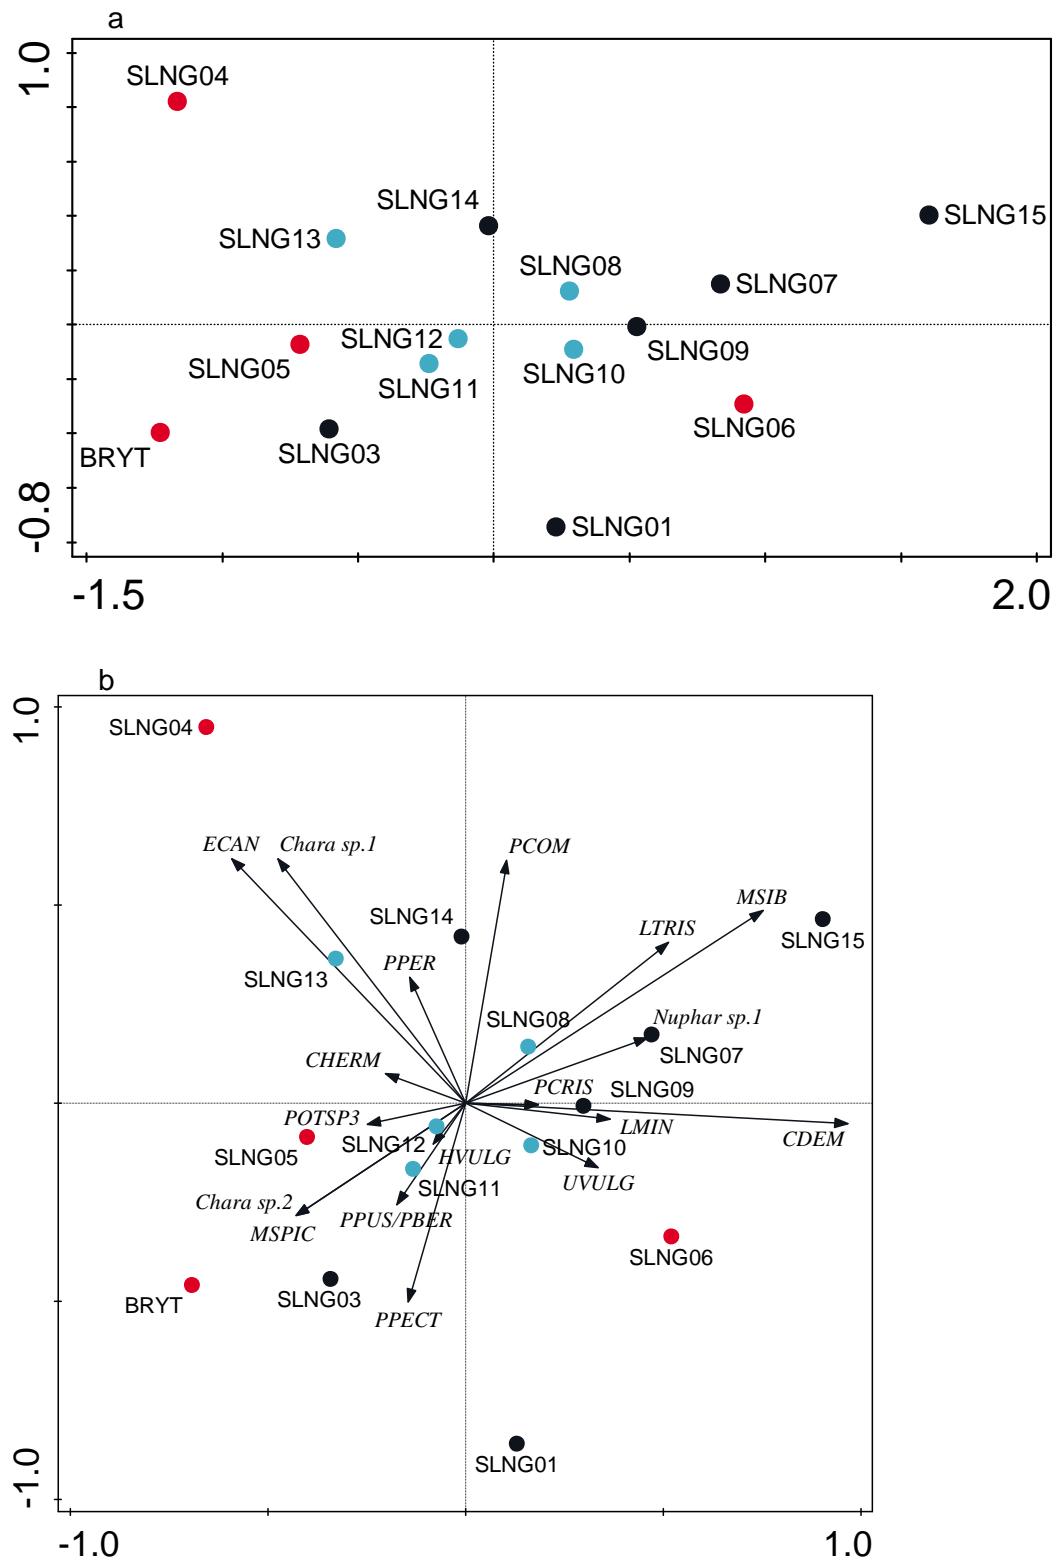 a
1.0
SLNG04
SLNG14
SLNG15
SLNG13
SLNG08
SLNG07
SLNG12
SLNG09
SLNG05
SLNG10
SLNG11
SLNG06
BRYT
SLNG03
-0.8
SLNG01
-1.5
2.0
b
1.0
SLNG04
ECAN
Chara sp.1
PCOM
MSIB
SLNG14
LTRIS
SLNG15
PPER
SLNG13
SLNG08
Nuphar sp.1
SLNG07
CHERM
PCRIS
SLNG09
POTSP3
LMIN
CDEM
SLNG12
SLNG10
SLNG05
HVULG
UVULG
SLNG11
Chara sp.2
PPUS/PBER
MSPIC
SLNG06
BRYT
SLNG03
PPECT
SLNG01
-1.0
-1.0
1.0